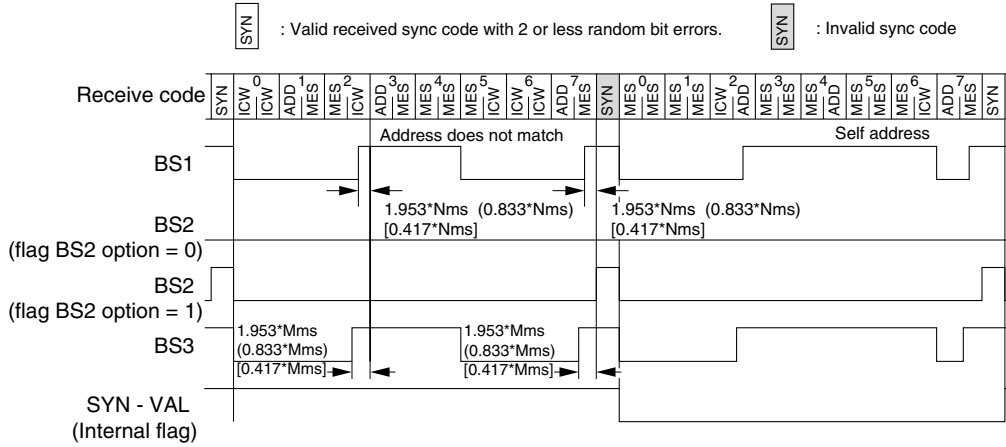 SYN : Valid received sync code with 2 or less random bit errors.
SYN : Invalid sync code
0 1 2 3 4 5 6 7 0 1 2 3 4 5 6 7
Receive code SYN ICW ICW ADD MES MES ICW ADD MES MES MES MES ICW ICW ICW ADD MES SYN MES MES MES MES ICW ADD MES MES MES MES MES MES MES ICW ADD MES SYN
Address does not match
Self address
BS1
1.953*Nms (0.833*Nms)
[0.417*Nms]
1.953*Nms (0.833*Nms)
[0.417*Nms]
BS2
(flag BS2 option = 0)
BS2
(flag BS2 option = 1)
BS3
1.953*Mms
(0.833*Mms)
[0.417*Mms]
1.953*Mms
(0.833*Mms)
[0.417*Mms]
SYN - VAL
(Internal flag)